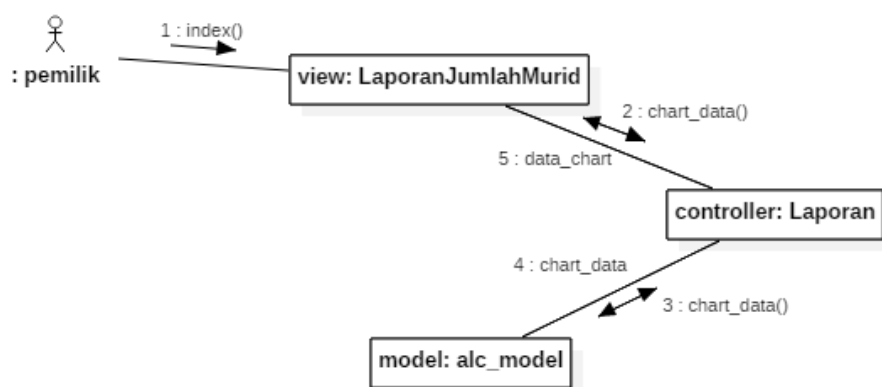 1 : index()
: pemilik
view: LaporanJumlahMurid
2 : chart_data()
5 : data_chart
controller: Laporan
4 : chart_data
3 : chart_data()
model: alc_model